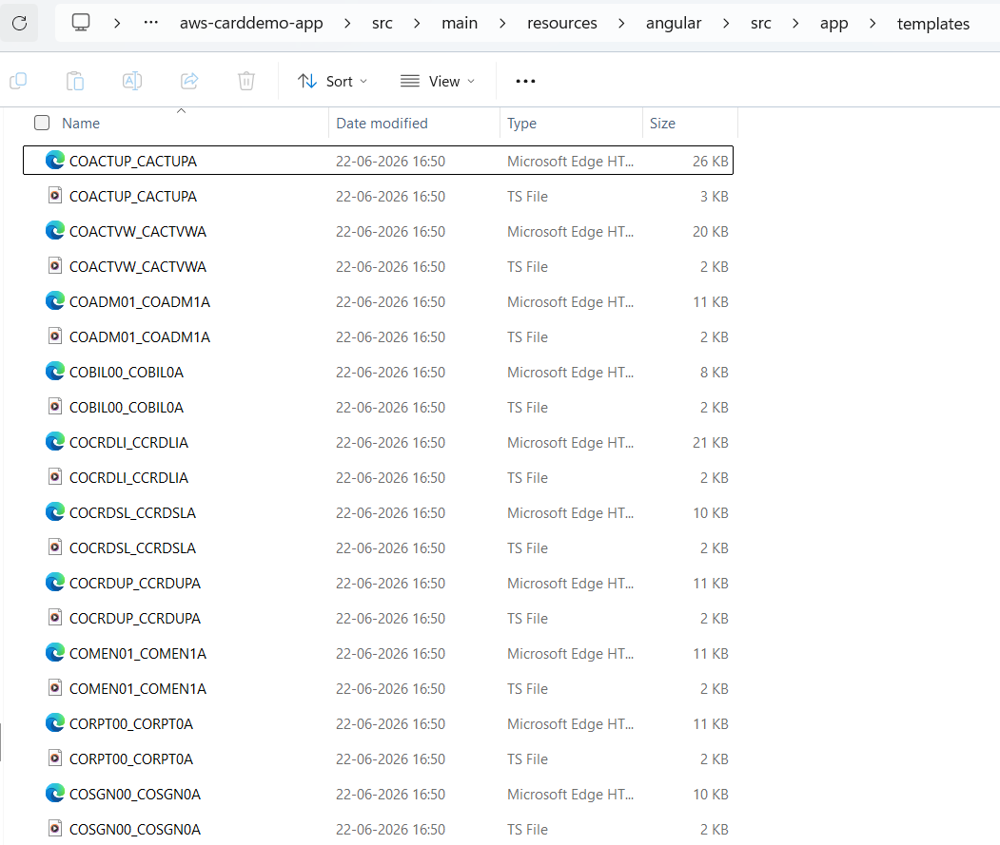 aws-carddemo-app > src > main > resources > angular > src > app > templates
Sort View
Name Date modified Type Size
COACTUP_CACTUPA 22-06-2026 16:50 Microsoft Edge HT... 26 KB
COACTUP_CACTUPA 22-06-2026 16:50 TS File 3 KB
COACTVW_CACTVWA 22-06-2026 16:50 Microsoft Edge HT... 20 KB
COACTVW_CACTVWA 22-06-2026 16:50 TS File 2 KB
COADM01_COADM1A 22-06-2026 16:50 Microsoft Edge HT... 11 KB
COADM01_COADM1A 22-06-2026 16:50 TS File 2 KB
COBIL00_COBIL0A 22-06-2026 16:50 Microsoft Edge HT... 8 KB
COBIL00_COBIL0A 22-06-2026 16:50 TS File 2 KB
COCRDLI_CCRDLIA 22-06-2026 16:50 Microsoft Edge HT... 21 KB
COCRDLI_CCRDLIA 22-06-2026 16:50 TS File 2 KB
COCRDSL_CCRDSLA 22-06-2026 16:50 Microsoft Edge HT... 10 KB
COCRDSL_CCRDSLA 22-06-2026 16:50 TS File 2 KB
COCRDUP_CCRDUPA 22-06-2026 16:50 Microsoft Edge HT... 11 KB
COCRDUP_CCRDUPA 22-06-2026 16:50 TS File 2 KB
COMEN01_COMEN1A 22-06-2026 16:50 Microsoft Edge HT... 11 KB
COMEN01_COMEN1A 22-06-2026 16:50 TS File 2 KB
CORPT00_CORPT0A 22-06-2026 16:50 Microsoft Edge HT... 11 KB
CORPT00_CORPT0A 22-06-2026 16:50 TS File 2 KB
COSGN00_COSGN0A 22-06-2026 16:50 Microsoft Edge HT... 10 KB
COSGN00_COSGN0A 22-06-2026 16:50 TS File 2 KB